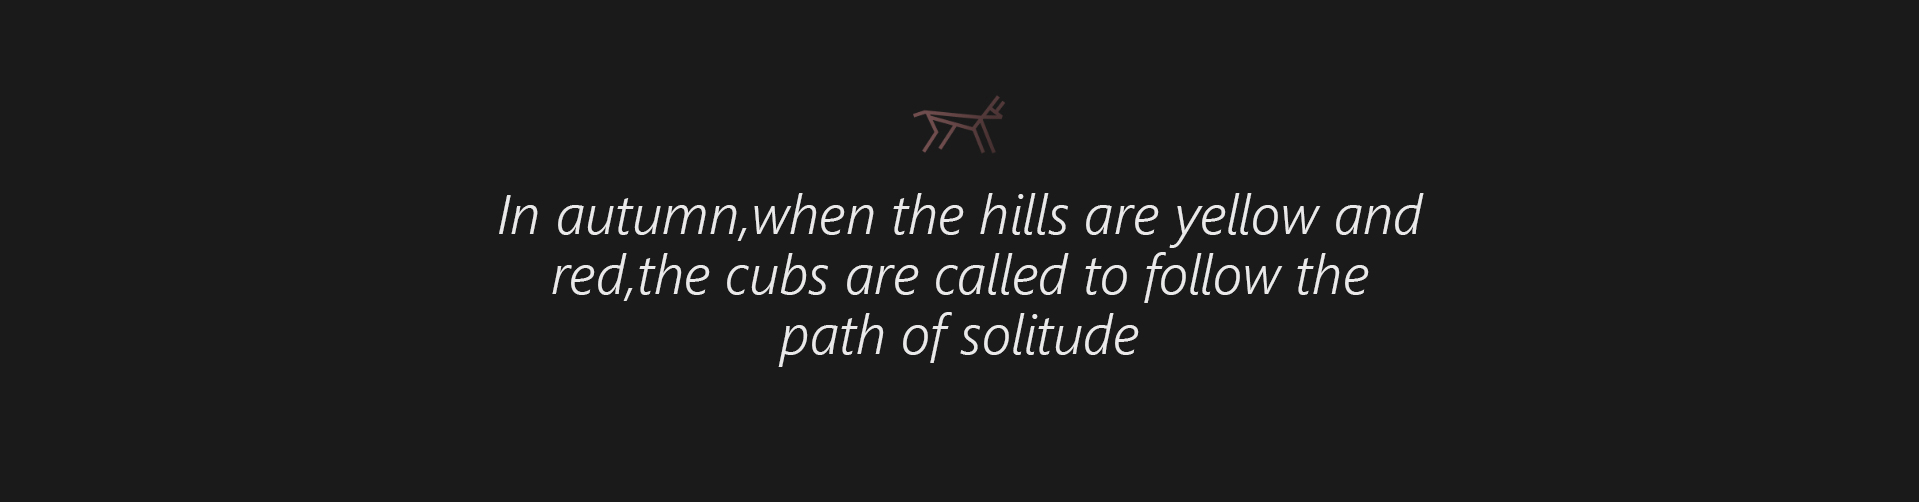 In autumn,when the hills are yellow and
red,the cubs are called to follow the
path of solitude